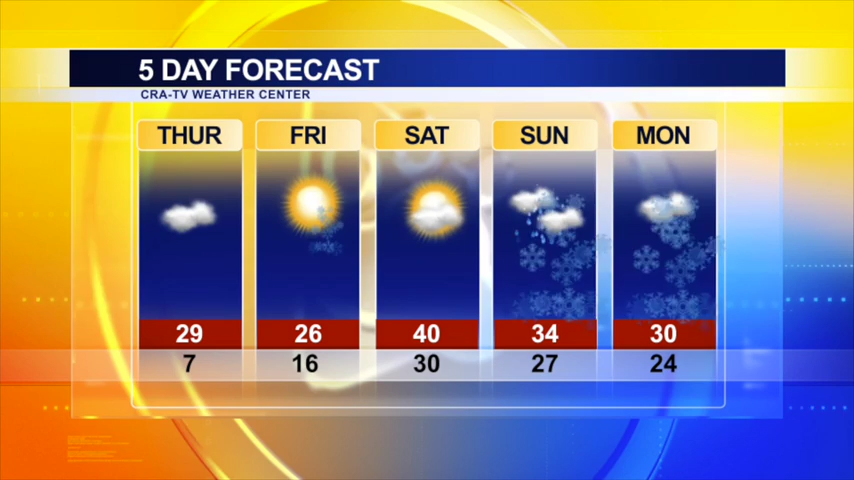 5 DAY FORECAST
CRA-TV WEATHER CENTER
THUR FRI SAT SUN MON
29 26 40 34 30
7 16 30 27 24